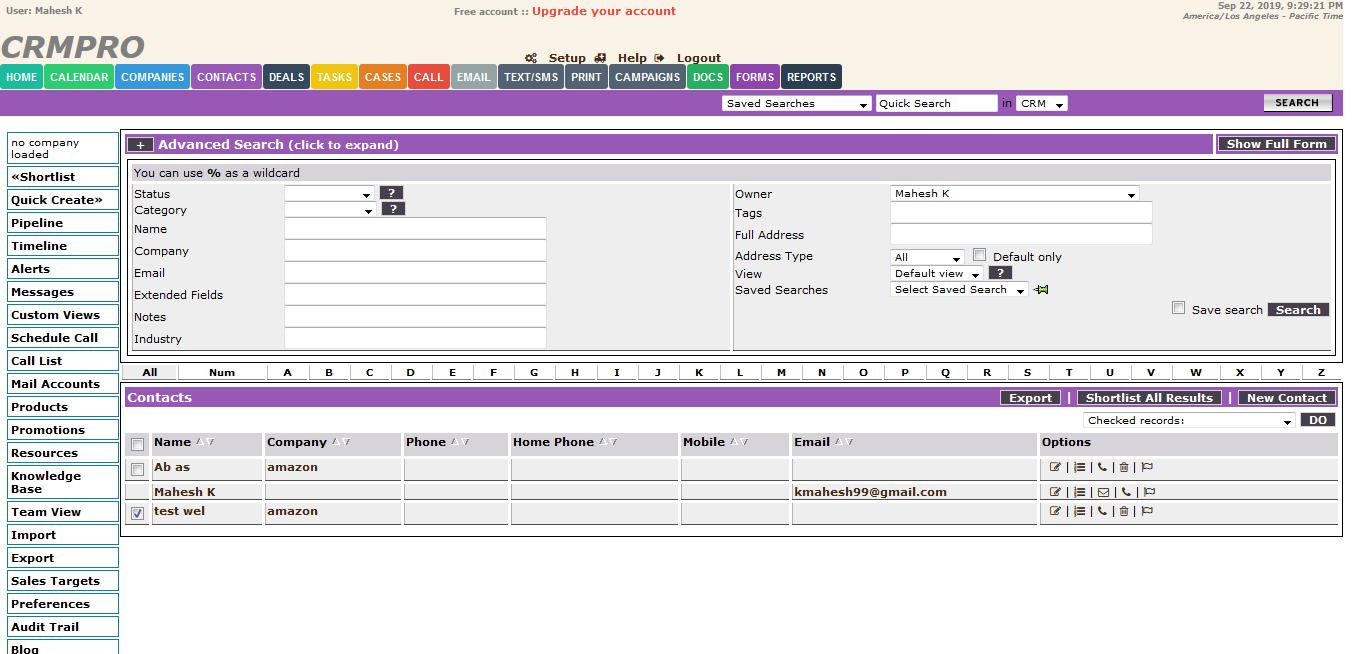 User: Mahesh K
Free account :: Upgrade your account
Sep 22, 2019, 9:29:21 PM
America/Los Angeles - Pacific Time
CRMPRO
Setup Help Logout
HOME CALENDAR COMPANIES CONTACTS DEALS TASKS CASES CALL EMAIL TEXT/SMS PRINT CAMPAIGNS DOCS FORMS REPORTS
Saved Searches Quick Search in CRM SEARCH
no company
loaded
«Shortlist
Quick Create»
Pipeline
Timeline
Alerts
Messages
Custom Views
Schedule Call
Call List
Mail Accounts
Products
Promotions
Resources
Knowledge
Base
Team View
Import
Export
Sales Targets
Preferences
Audit Trail
Blog
+ Advanced Search (click to expand) Show Full Form
You can use % as a wildcard
Status ?
Category ?
Name
Company
Email
Extended Fields
Notes
Industry
Owner Mahesh K
Tags
Full Address
Address Type All Default only
View Default view ?
Saved Searches Select Saved Search
Save search Search
All Num A B C D E F G H I J K L M N O P Q R S T U V W X Y Z
Contacts Export | Shortlist All Results | New Contact
Checked records: DO
Name Company Phone Home Phone Mobile Email Options
Ab as amazon | | | |
Mahesh K kmahesh99@gmail.com | | | |
test wel amazon | | | |